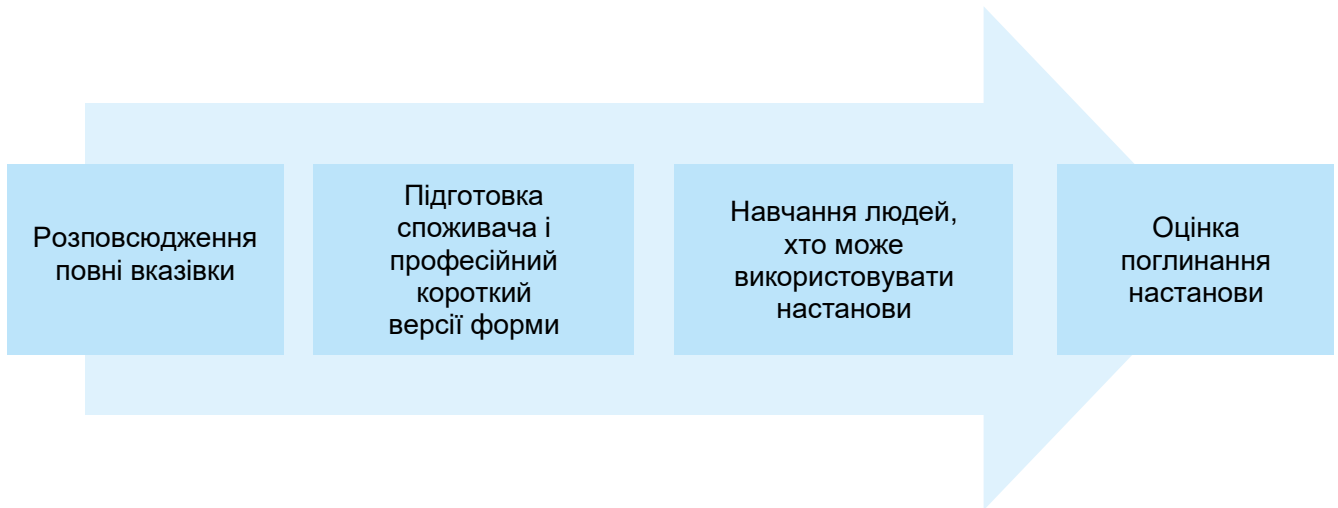 Розповсюдження
повні вказівки
Підготовка
споживача і
професійний
короткий
версії форми
Навчання людей,
хто може
використовувати
настанови
Оцінка
поглинання
настанови